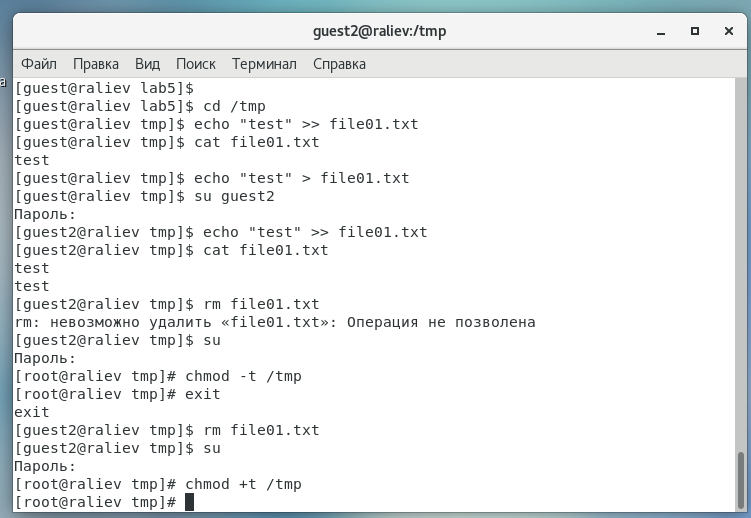 guest2@raliev:/tmp
Файл Правка Вид Поиск Терминал Справка
а
[guest@raliev lab5]$
[guest@raliev lab5]$ cd /tmp
[guest@raliev tmp]$ echo "test" >> file01.txt
[guest@raliev tmp]$ cat file01.txt
test
[guest@raliev tmp]$ echo "test" > file01.txt
[guest@raliev tmp]$ su guest2
Пароль:
[guest2@raliev tmp]$ echo "test" >> file01.txt
[guest2@raliev tmp]$ cat file01.txt
test
test
[guest2@raliev tmp]$ rm file01.txt
rm: невозможно удалить «file01.txt»: Операция не позволена
[guest2@raliev tmp]$ su
Пароль:
[root@raliev tmp]# chmod -t /tmp
[root@raliev tmp]# exit
exit
[guest2@raliev tmp]$ rm file01.txt
[guest2@raliev tmp]$ su
Пароль:
[root@raliev tmp]# chmod +t /tmp
[root@raliev tmp]#